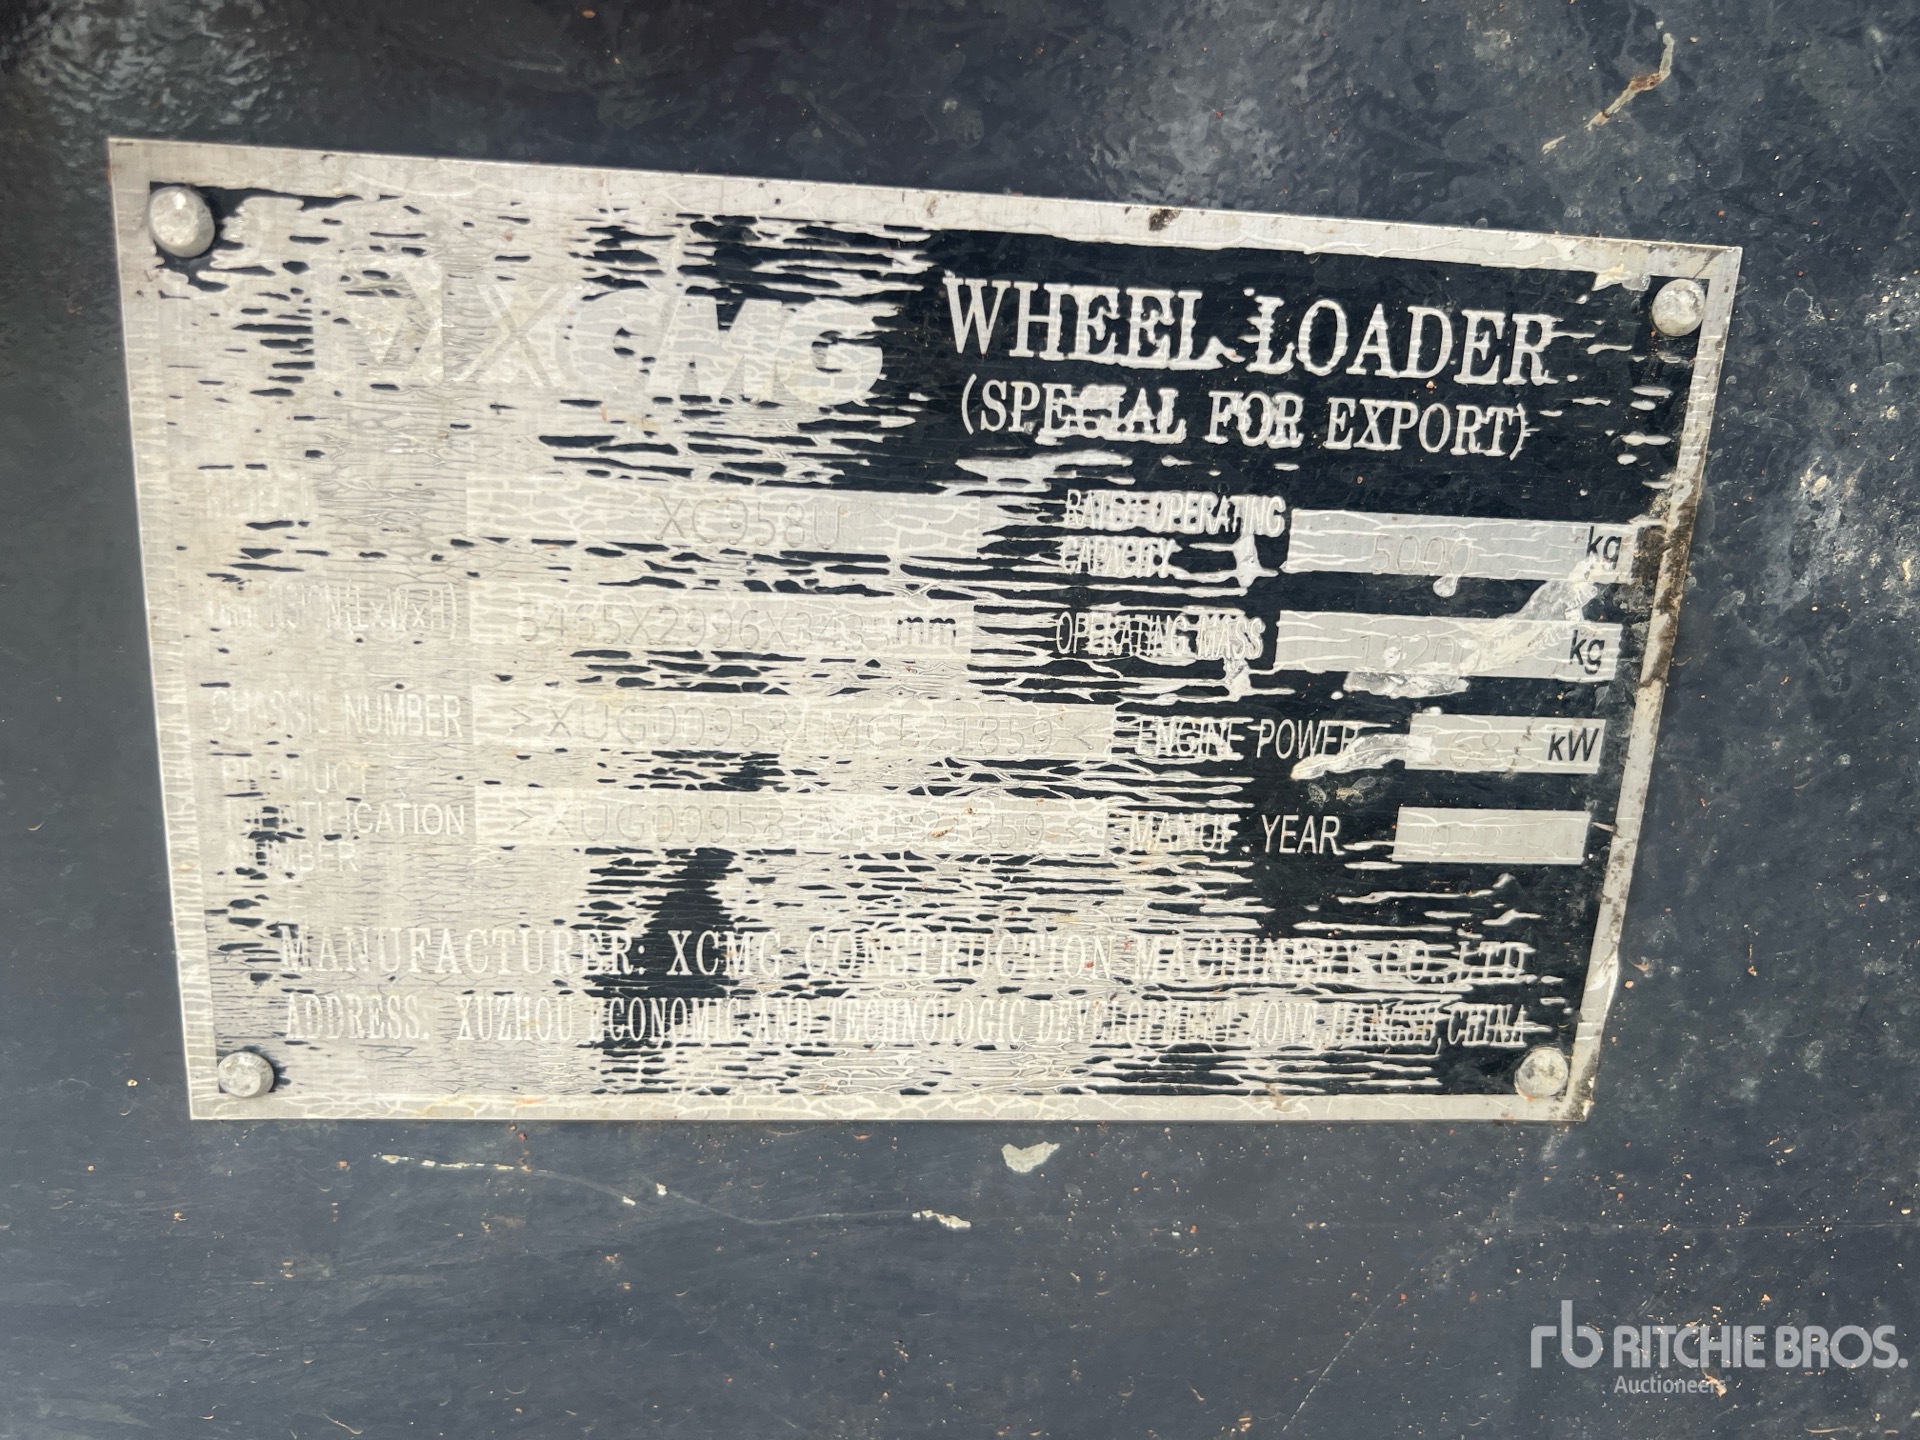 XCMG
WHEEL LOADER
(SPECIAL FOR EXPORT)
XC958U
RATED OPERATING
CAPACITY
5000 kg
mm
OPERATING MASS
kg
CHASSIS NUMBER
ENGINE POWER
kW
PRODUCT
IDENTIFICATION
NUMBER
MANUF. YEAR
MANUFACTURER: XCMG CONSTRUCTION MACHINERY CO.,LTD
ADDRESS: XUZHOU ECONOMIC AND TECHNOLOGIC DEVELOPMENT ZONE,JIANGSU,CHINA
rb RITCHIE BROS.
Auctioneers